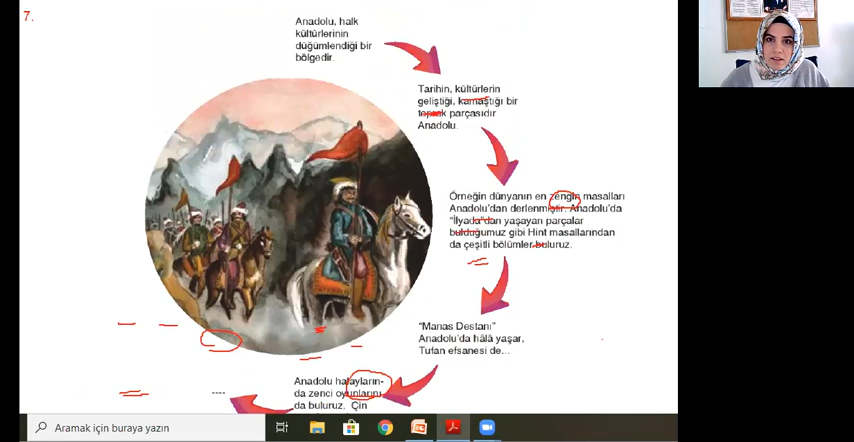 7.
Anadolu, halk
kültürlerinin
düğümlendiği bir
bölgedir.
Tarihin, kültürlerin
geliştiği, kamaştığı bir
toprak parçasıdır
Anadolu.
Örneğin dünyanın en zengin masalları
Anadolu'dan derlenmiştir. Anadolu'da
"İlyada"dan yaşayan parçalar
bulduğumuz gibi Hint masallarından
da çeşitli bölümler buluruz.
"Manas Destanı"
Anadolu'da hâlâ yaşar,
Tufan efsanesi de...
Anadolu halayların-
da zenci oyunlarını
da buluruz, Çin
----
Aramak için buraya yazın